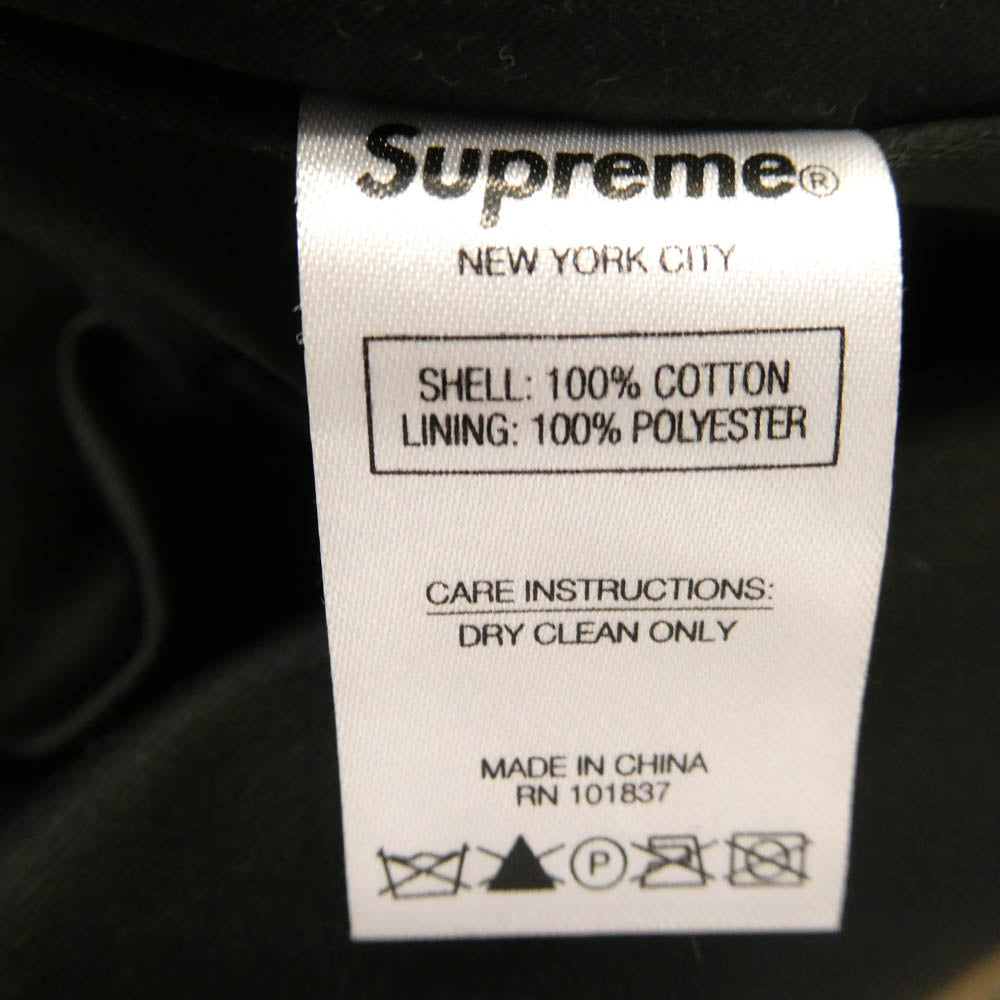 Supreme®
NEW YORK CITY
SHELL: 100% COTTON
LINING: 100% POLYESTER
CARE INSTRUCTIONS:
DRY CLEAN ONLY
MADE IN CHINA
RN 101837
P